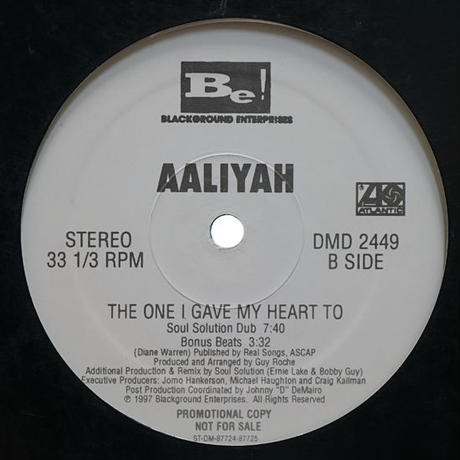 Be!
BLACKGROUND ENTERPRISES
AALIYAH
ATLANTIC
STEREO
33 1/3 RPM
DMD 2449
B SIDE
THE ONE I GAVE MY HEART TO
Soul Solution Dub 7:40
Bonus Beats 3:32
(Diane Warren) Published by Real Songs, ASCAP
Produced and Arranged by Guy Roche
Additional Production & Remix by Soul Solution (Ernie Lake & Bobby Guy)
Executive Producers: Jomo Hankerson, Michael Haughton and Craig Kallman
Post Production Coordinated by Johnny "D" DeMairo
℗ 1997 Blackground Enterprises. All Rights Reserved
PROMOTIONAL COPY
NOT FOR SALE
ST-DM-87724-87725